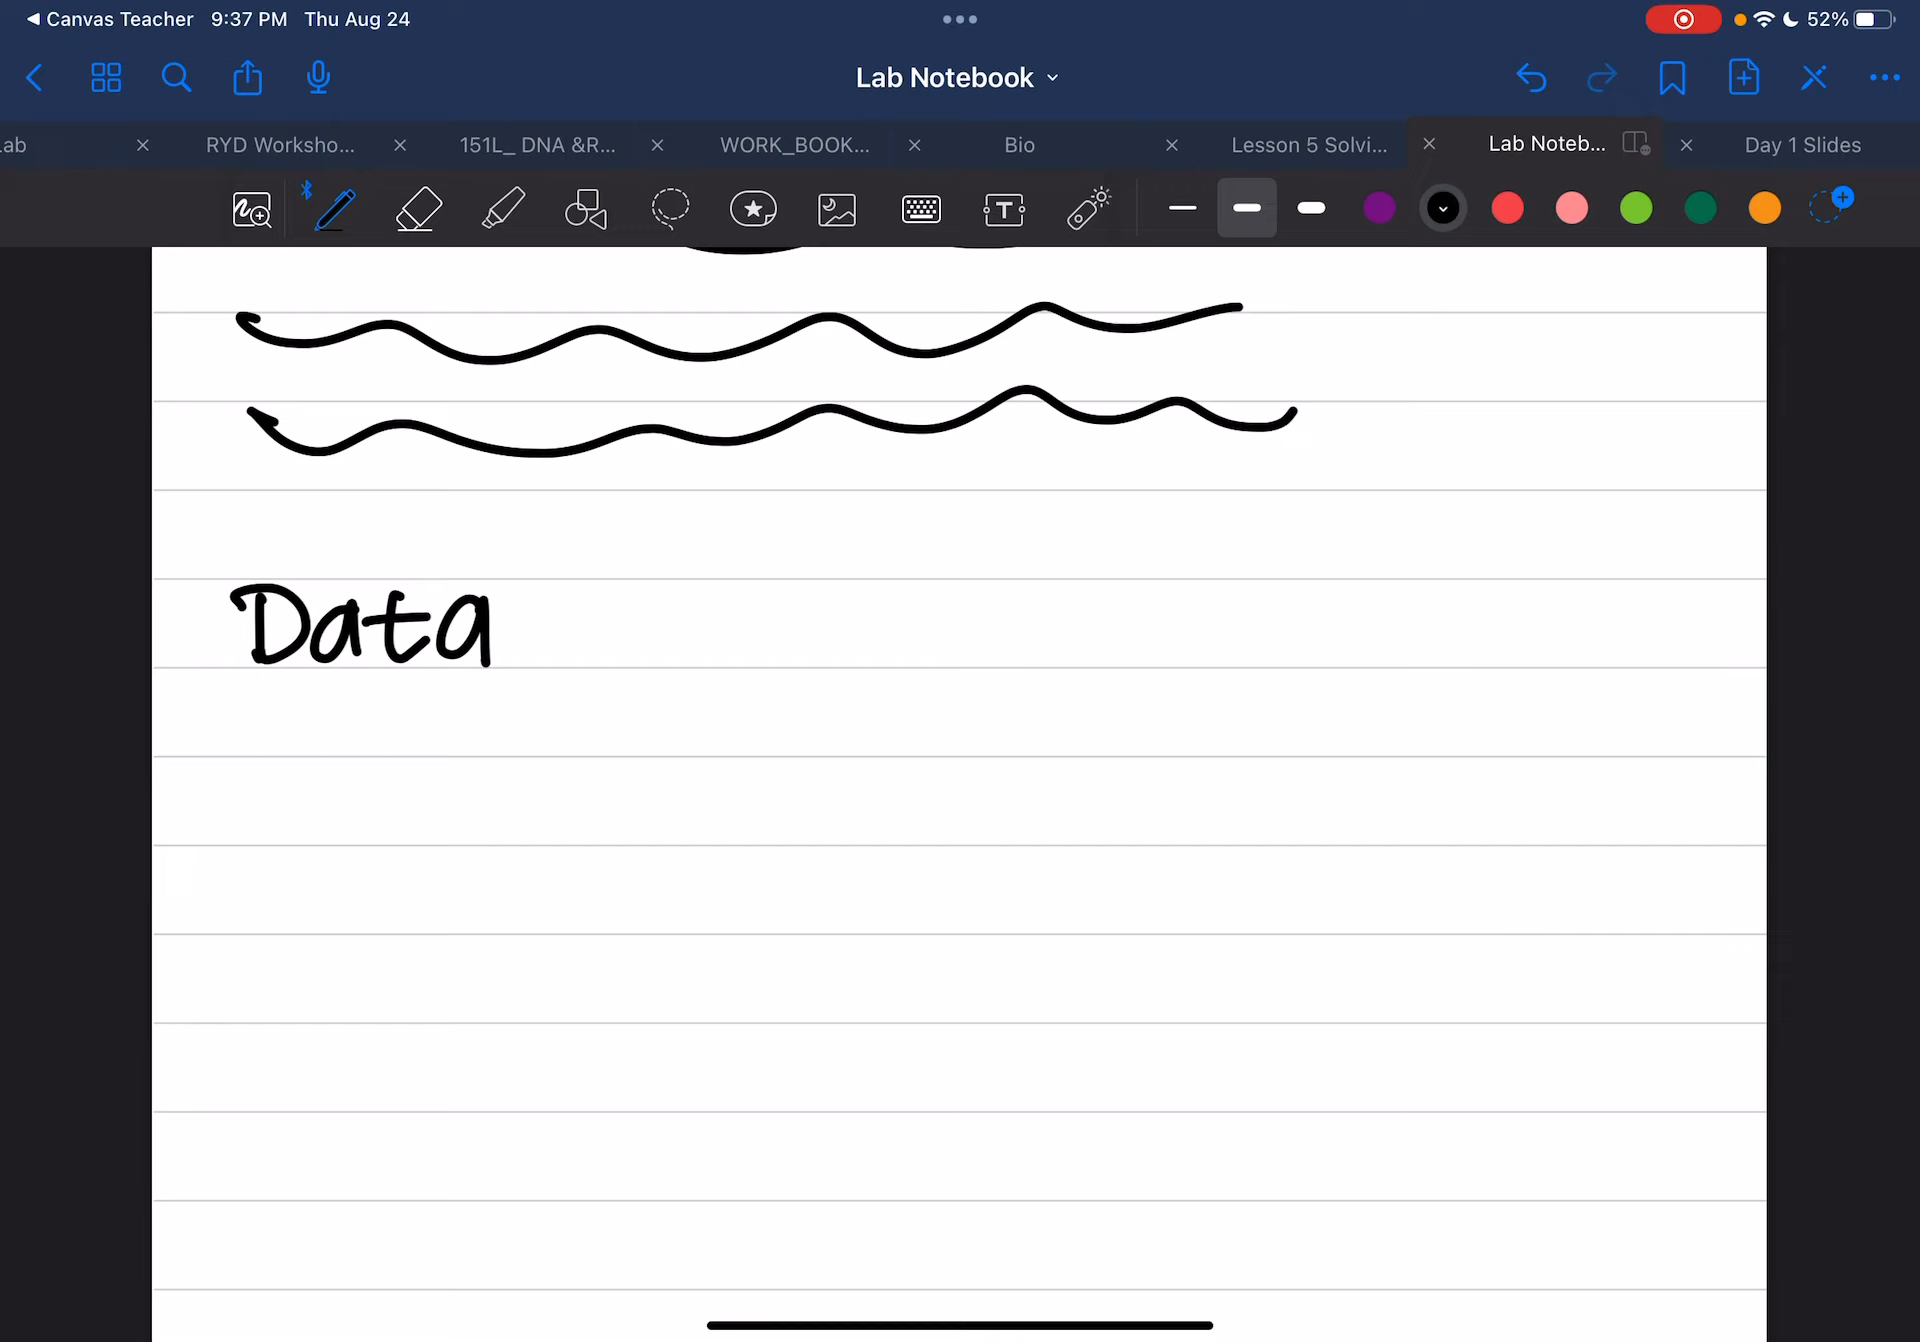 ◀ Canvas Teacher 9:37 PM Thu Aug 24 52%
Lab Notebook
ab RYD Worksho... 151L_ DNA &R... WORK_BOOK... Bio Lesson 5 Solvi... Lab Noteb... Day 1 Slides
Data